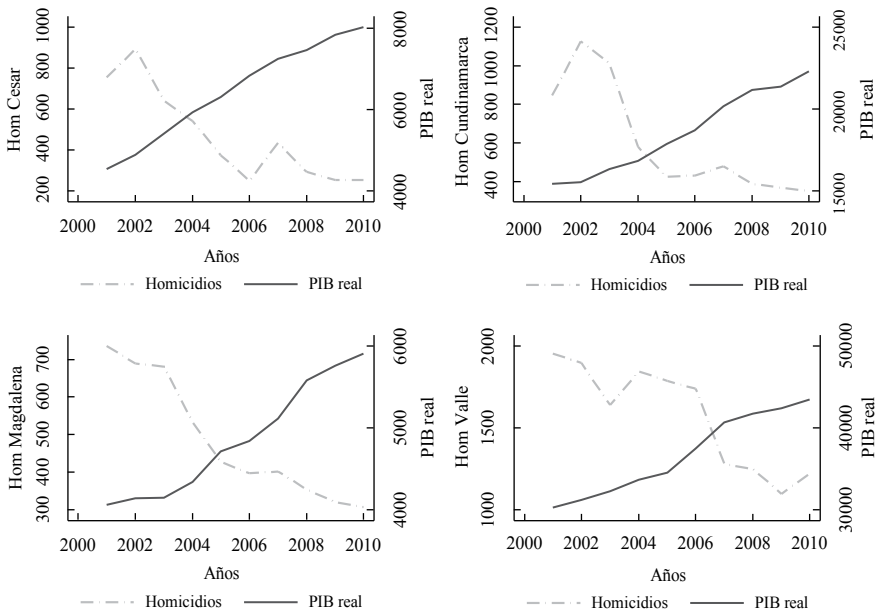 Hom Cesar
1000
800
600
400
200
8000
6000
4000
PIB real
2000 2002 2004 2006 2008 2010
Años
Homicidios PIB real
Hom Cundinamarca
1200
1000
800
600
400
25000
20000
15000
PIB real
2000 2002 2004 2006 2008 2010
Años
Homicidios PIB real
Hom Magdalena
700
600
500
400
300
6000
5000
4000
PIB real
2000 2002 2004 2006 2008 2010
Años
Homicidios PIB real
Hom Valle
2000
1500
1000
50000
40000
30000
PIB real
2000 2002 2004 2006 2008 2010
Años
Homicidios PIB real